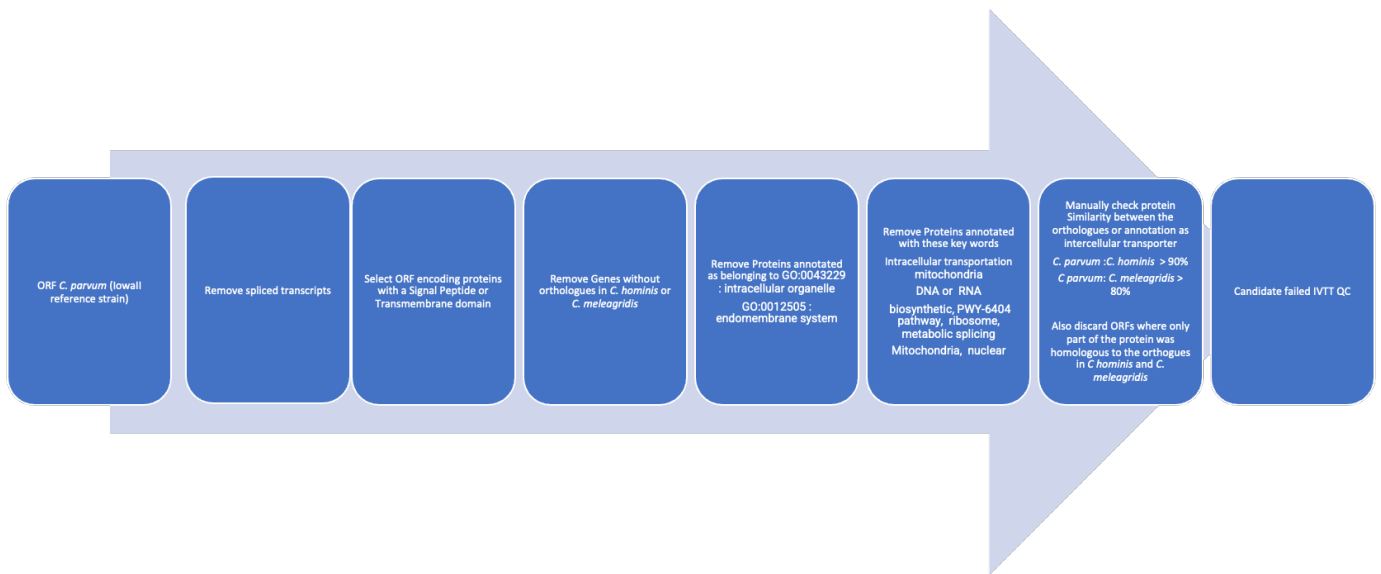 ORF C. parvum (IowaII
reference strain)
Remove spliced transcripts
Select ORF encoding proteins
with a Signal Peptide or
Transmembrane domain
Remove Genes without
orthologues in C. hominis or
C. meleagridis
Remove Proteins annotated
as belonging to GO:0043229
: intracellular organelle
GO:0012505 :
endomembrane system
Remove Proteins annotated
with these key words
Intracellular transportation
mitochondria
DNA or RNA
biosynthetic, PWY-6404
pathway, ribosome,
metabolic splicing
Mitochondria, nuclear
Manually check protein
Similarity between the
orthologues or annotation as
intercellular transporter
C. parvum :C. hominis > 90%
C parvum: C. meleagridis >
80%
Also discard ORFs where only
part of the protein was
homologous to the orthogues
in C hominis and C.
meleagridis
Candidate failed IVTT QC